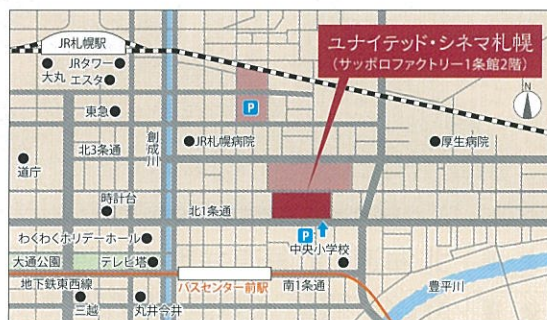 JR札幌駅
ユナイテッド・シネマ札幌
(サッポロファクトリー1条館2階)
N
JRタワー
大丸
エスタ
P
東急
創成川
JR札幌病院
厚生病院
北3条通
道庁
時計台
北1条通
わくわくホリデーホール
P
中央小学校
大通公園
テレビ塔
バスセンター前駅
南1条通
豊平川
地下鉄東西線
三越
丸井今井